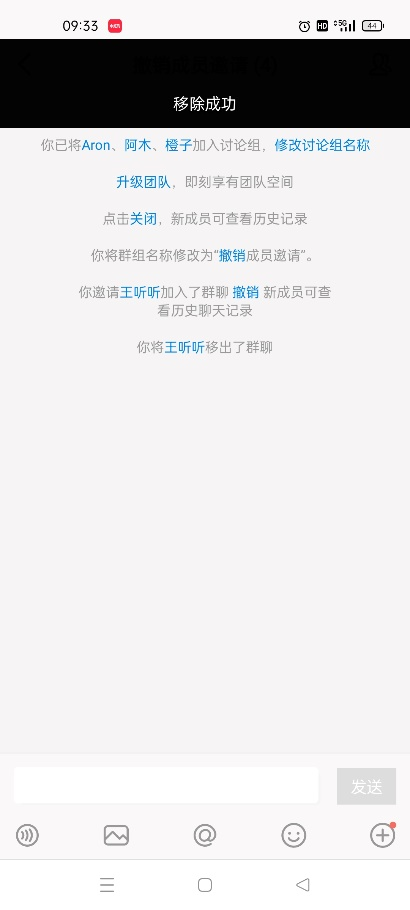 09:33
HD 5G 44
移除成功
你已将Aron、阿木、橙子加入讨论组，修改讨论组名称
升级团队，即刻享有团队空间
点击关闭，新成员可查看历史记录
你将群组名称修改为“撤销成员邀请”。
你邀请王听听加入了群聊 撤销 新成员可查
看历史聊天记录
你将王听听移出了群聊
发送